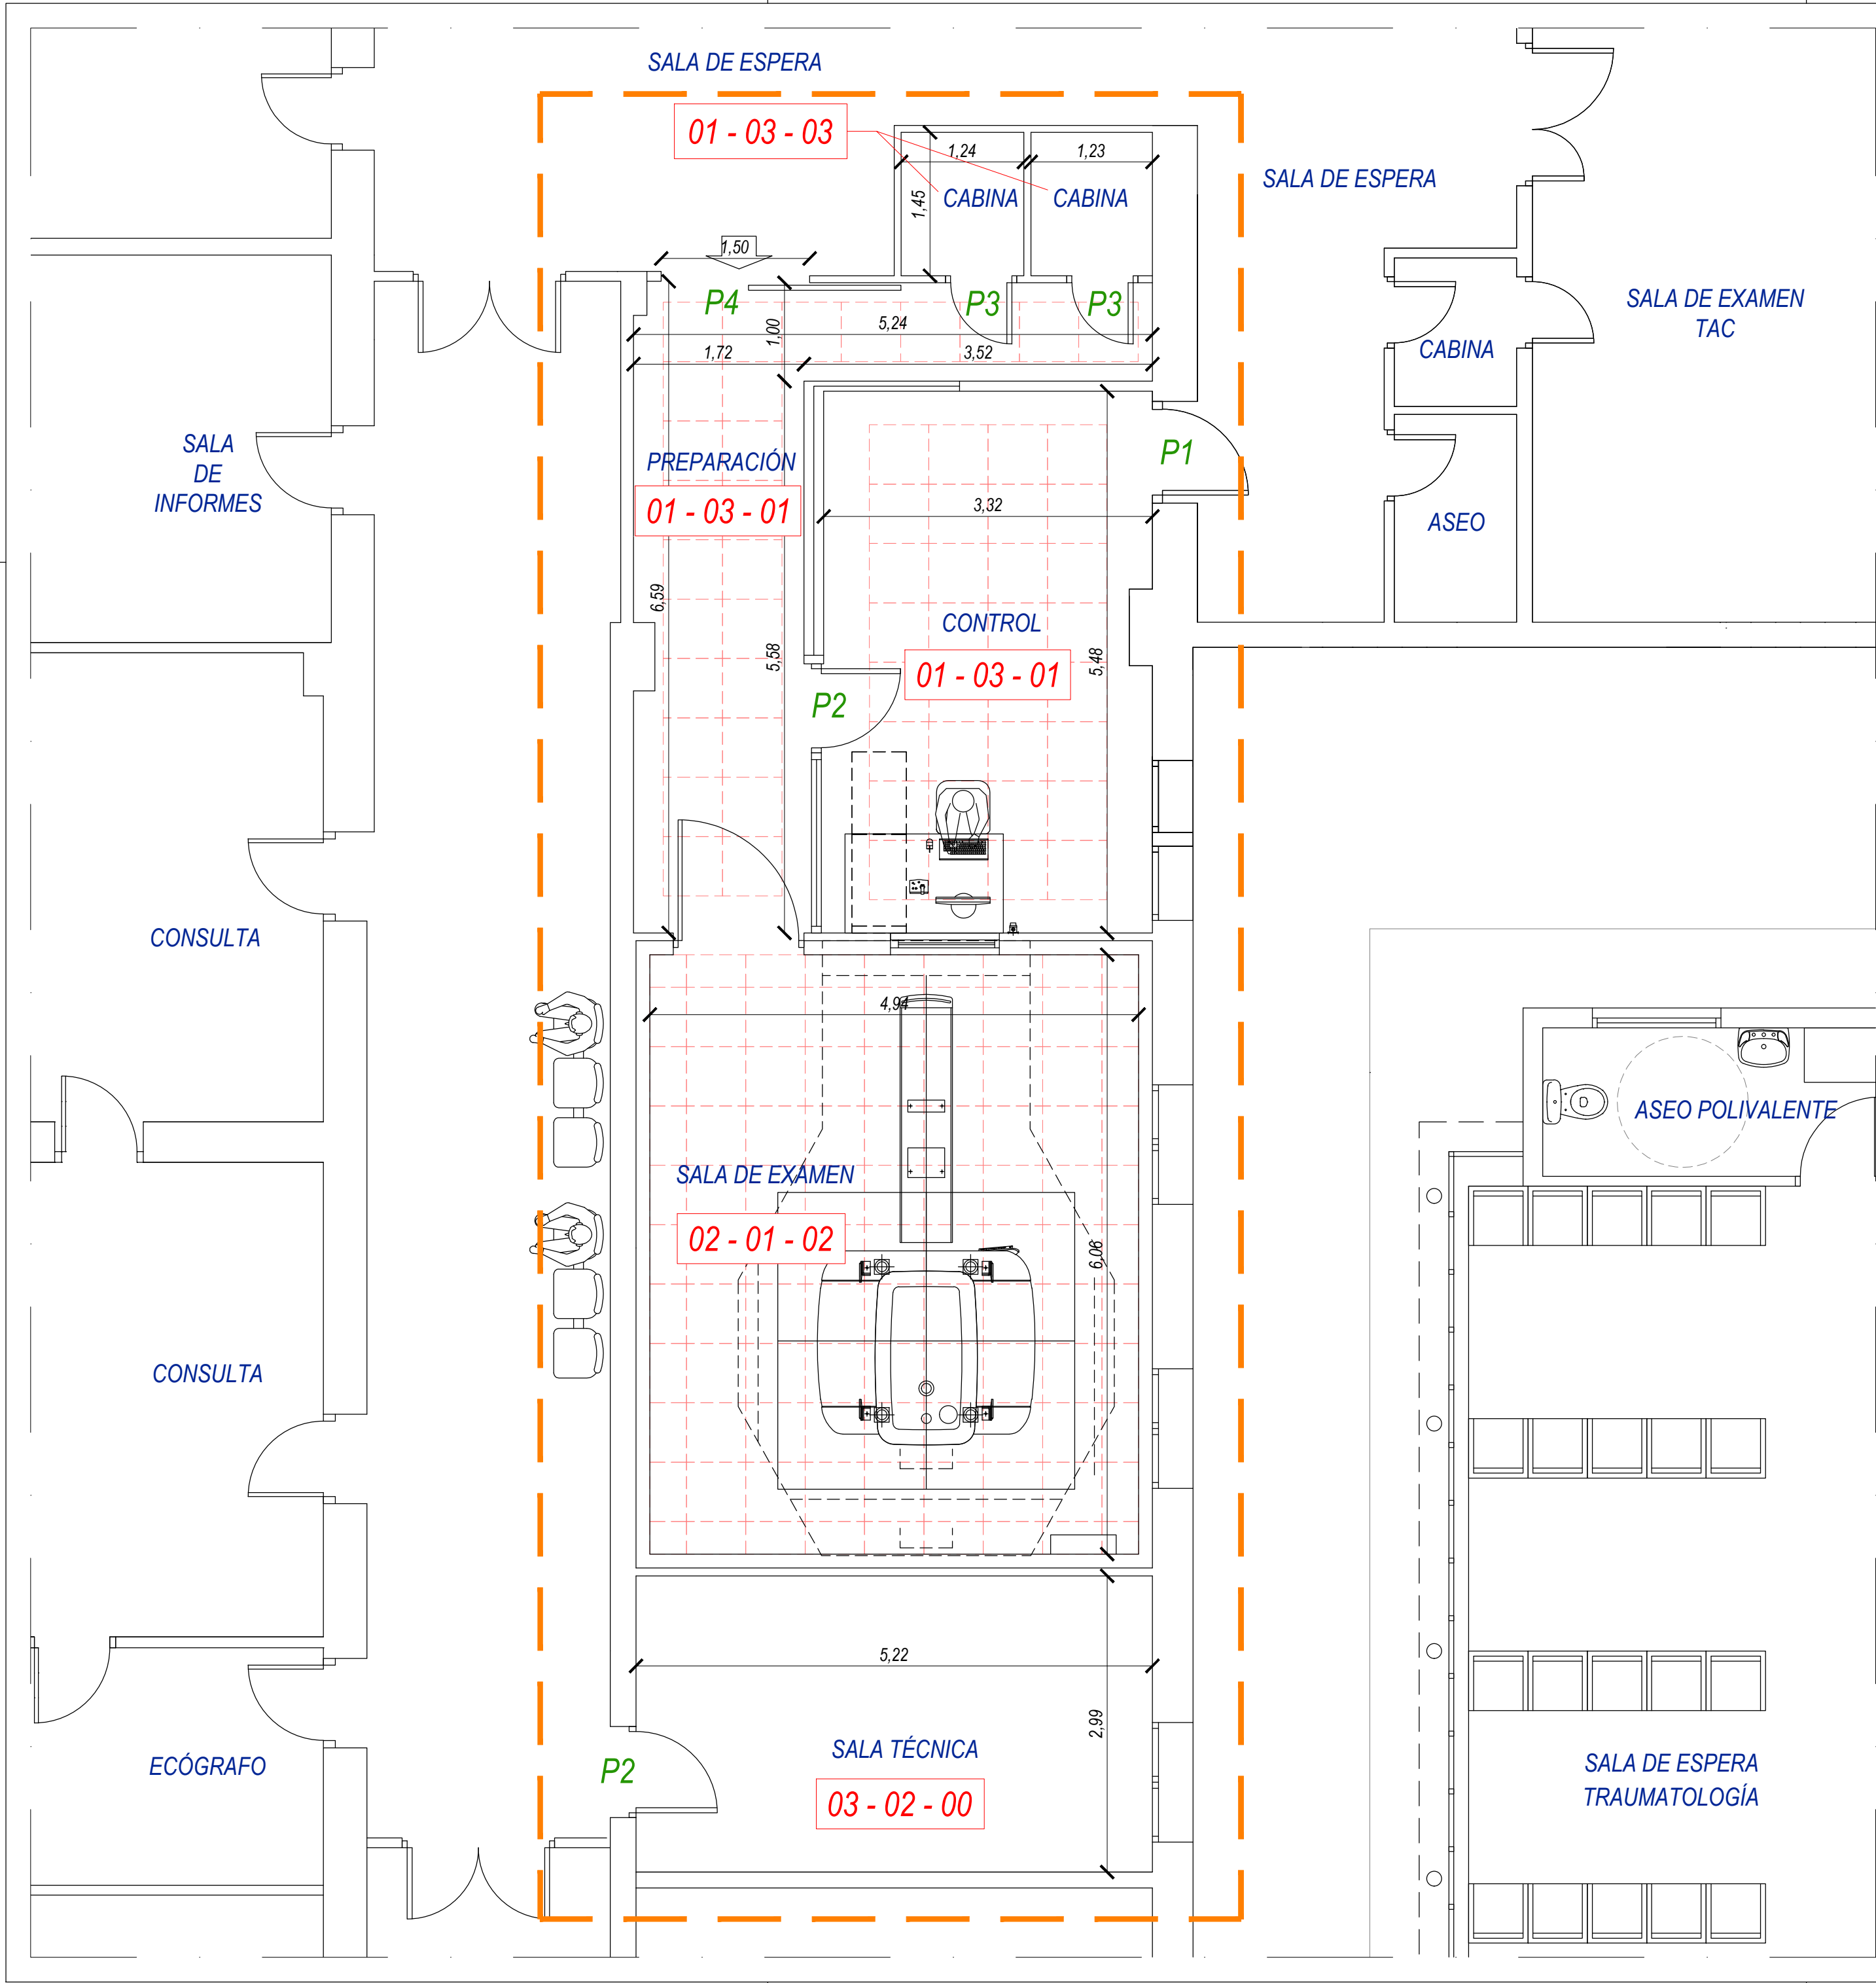 SALA DE ESPERA
01 - 03 - 03
1,24
1,23
SALA DE ESPERA
1,45
CABINA
CABINA
1,50
P4
P3
P3
SALA DE EXAMEN
TAC
1,00
5,24
1,72
3,52
CABINA
SALA
DE
INFORMES
PREPARACIÓN
P1
01 - 03 - 01
3,32
ASEO
6,59
CONTROL
5,58
5,48
01 - 03 - 01
P2
CONSULTA
4,94
ASEO POLIVALENTE
SALA DE EXAMEN
02 - 01 - 02
6,06
CONSULTA
5,22
2,99
SALA TÉCNICA
ECÓGRAFO
P2
SALA DE ESPERA
TRAUMATOLOGÍA
03 - 02 - 00